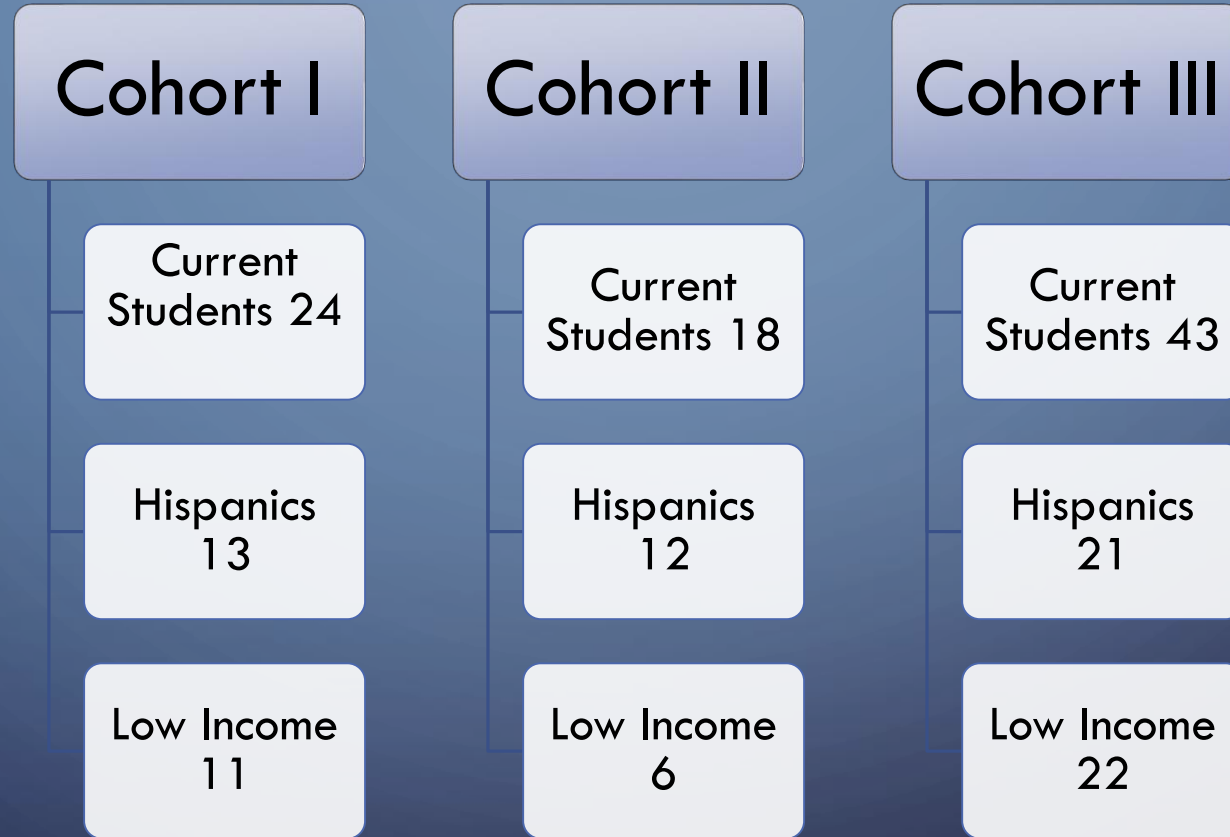 Cohort I
Current
Students 24
Hispanics
13
Low Income
11
Cohort II
Current
Students 18
Hispanics
12
Low Income
6
Cohort III
Current
Students 43
Hispanics
21
Low Income
22